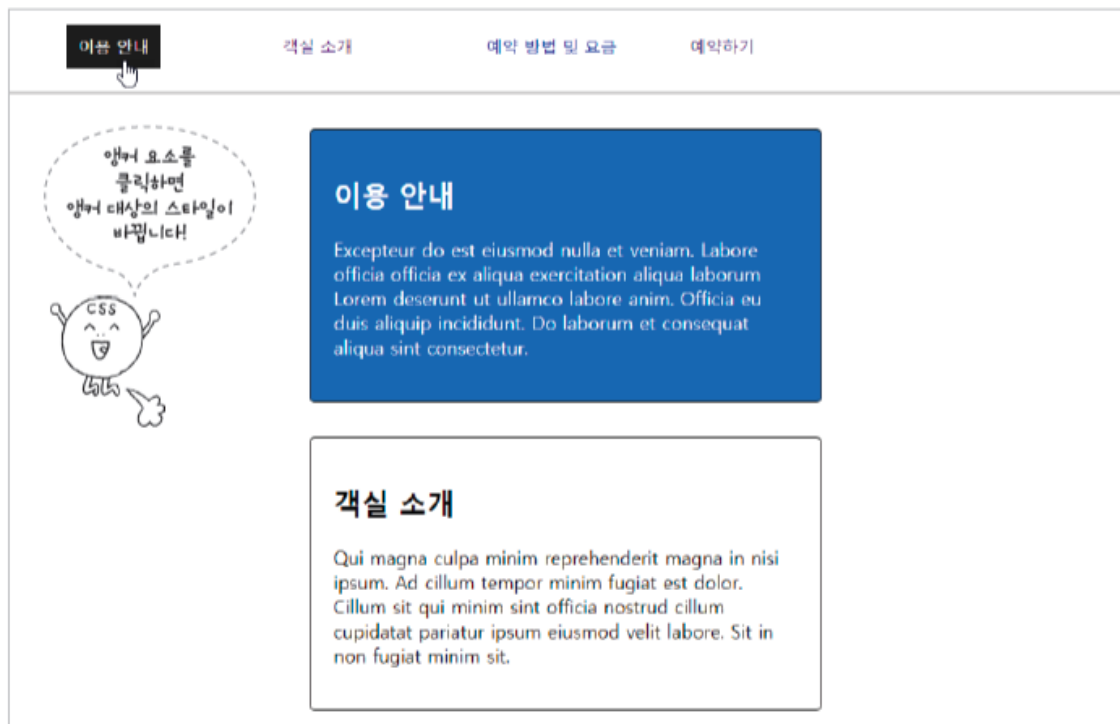 이용 안내
객실 소개
예약 방법 및 요금
예약하기
앵커 요소를
클릭하면
앵커 대상의 스타일이
바뀝니다!
CSS
이용 안내
Excepteur do est eiusmod nulla et veniam. Labore
officia officia ex aliqua exercitation aliqua laborum
Lorem deserunt ut ullamco labore anim. Officia eu
duis aliquip incididunt. Do laborum et consequat
aliqua sint consectetur.
객실 소개
Qui magna culpa minim reprehenderit magna in nisi
ipsum. Ad cillum tempor minim fugiat est dolor.
Cillum sit qui minim sint officia nostrud cillum
cupidatat pariatur ipsum eiusmod velit labore. Sit in
non fugiat minim sit.